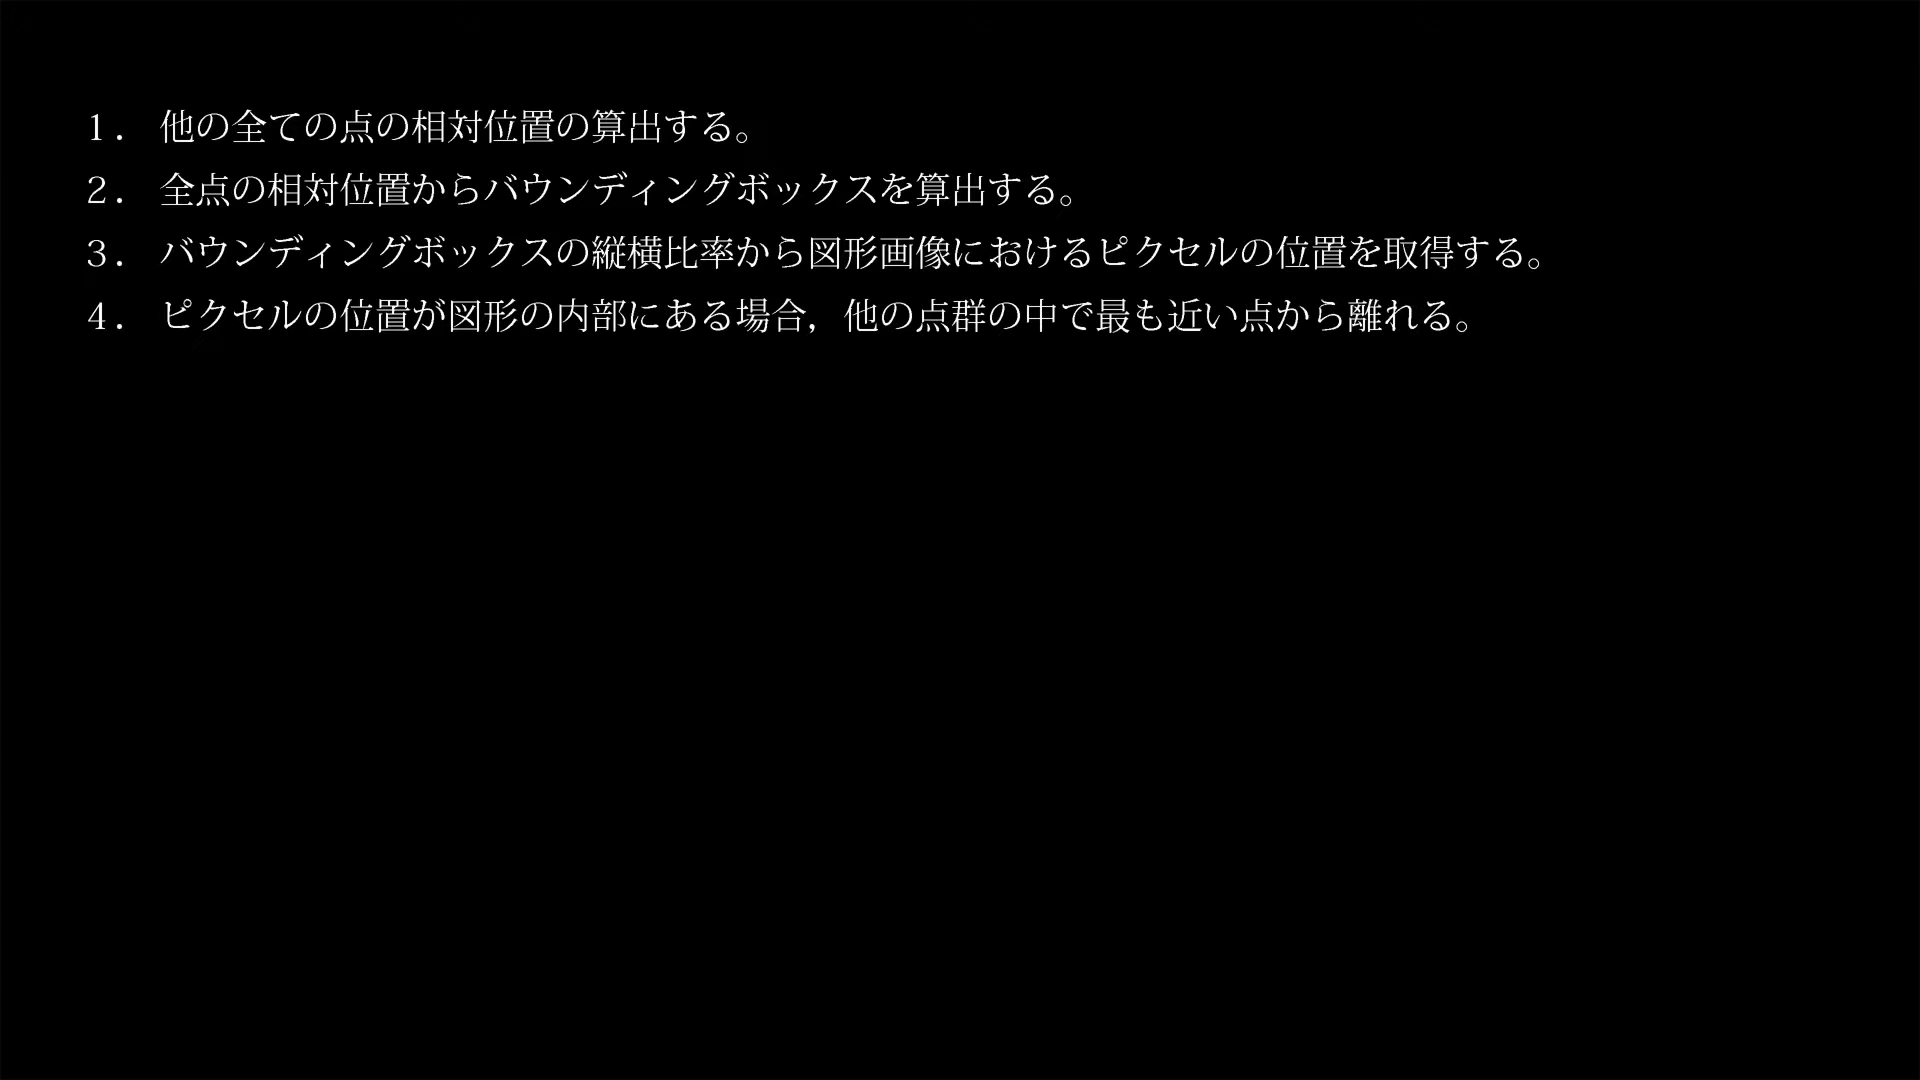 １． 他の全ての点の相対位置の算出する。
２． 全点の相対位置からバウンディングボックスを算出する。
３． バウンディングボックスの縦横比率から図形画像におけるピクセルの位置を取得する。
４． ピクセルの位置が図形の内部にある場合，他の点群の中で最も近い点から離れる。